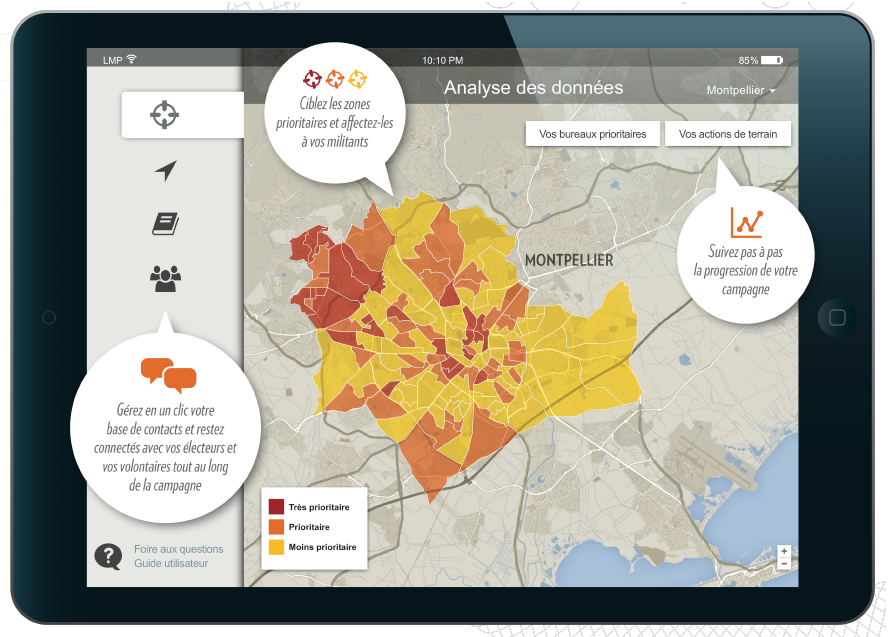 LMP
10:10 PM
85%
Analyse des données
Montpellier
Vos bureaux prioritaires
Vos actions de terrain
Ciblez les zones
prioritaires et affectez-les
à vos militants
Suivez pas à pas
la progression de votre
campagne
MONTPELLIER
Gérez en un clic votre
base de contacts et restez
connectés avec vos électeurs et
vos volontaires tout au long
de la campagne
Très prioritaire
Prioritaire
Moins prioritaire
?
Foire aux questions
Guide utilisateur
+
−